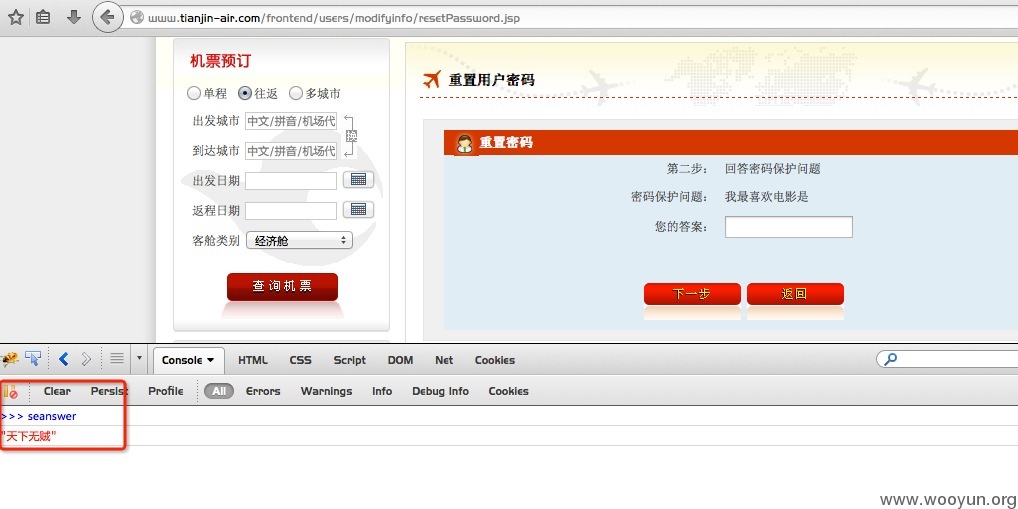 www.tianjin-air.com/frontend/users/modifyinfo/resetPassword.jsp
机票预订
单程 往返 多城市
出发城市 中文/拼音/机场代
换
到达城市 中文/拼音/机场代
出发日期
返程日期
客舱类别 经济舱
查询机票
重置用户密码
重置密码
第二步： 回答密码保护问题
密码保护问题： 我最喜欢电影是
您的答案：
下一步 返回
Console HTML CSS Script DOM Net Cookies
Clear Persist Profile All Errors Warnings Info Debug Info Cookies
>>> seanswer
"天下无贼"
www.wooyun.org